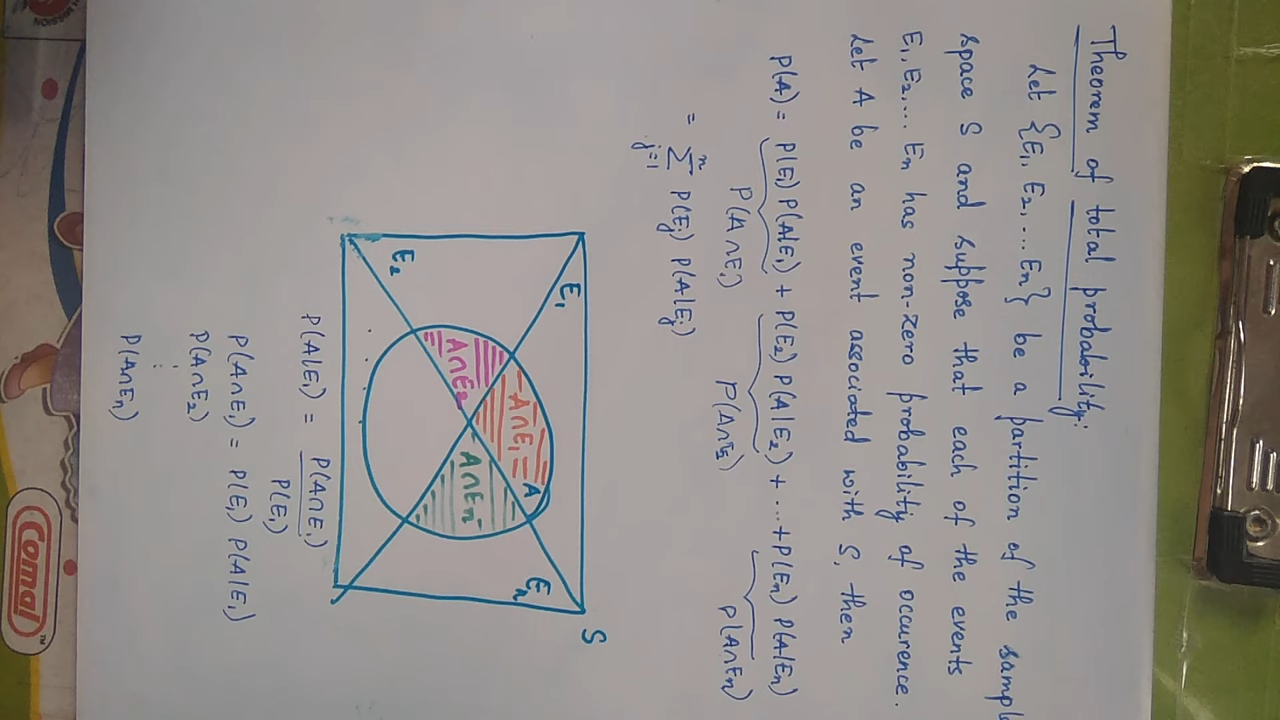 Theorem of total probability:
Let {E₁, E₂, ... Eₙ} be a partition of the sample
space S and suppose that each of the events
E₁, E₂, ... Eₙ has non-zero probability of occurence.
Let A be an event associated with S, then
P(A) = P(E₁) P(A|E₁) + P(E₂) P(A|E₂) + ... + P(Eₙ) P(A|Eₙ)
P(A∩E₁) P(A∩E₂) P(A∩Eₙ)
= ∑ⁿⱼ₌₁ P(Eⱼ) P(A|Eⱼ)
S
E₁ Eₙ
A∩E₁ A
A∩E₂ A∩Eₙ
E₂
P(A|E₁) = P(A∩E₁) / P(E₁)
P(A∩E₁) = P(E₁) P(A|E₁)
P(A∩E₂)
⋮
P(A∩Eₙ)
Comal™